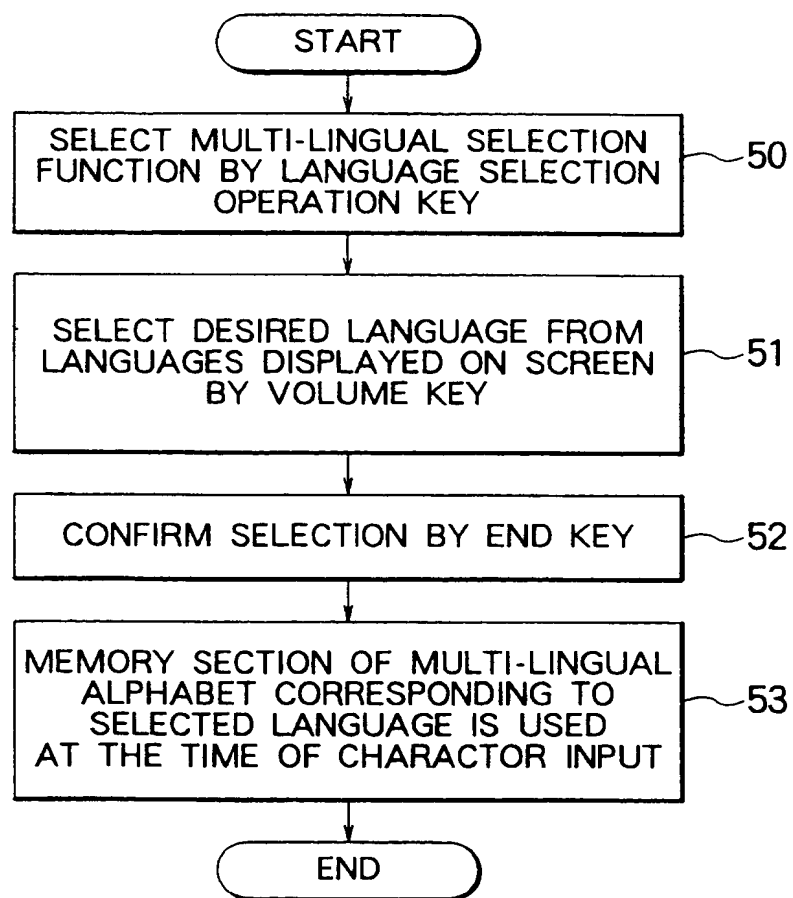 START
SELECT MULTI-LINGUAL SELECTION
FUNCTION BY LANGUAGE SELECTION
OPERATION KEY
50
SELECT DESIRED LANGUAGE FROM
LANGUAGES DISPLAYED ON SCREEN
BY VOLUME KEY
51
CONFIRM SELECTION BY END KEY
52
MEMORY SECTION OF MULTI-LINGUAL
ALPHABET CORRESPONDING TO
SELECTED LANGUAGE IS USED
AT THE TIME OF CHARACTOR INPUT
53
END